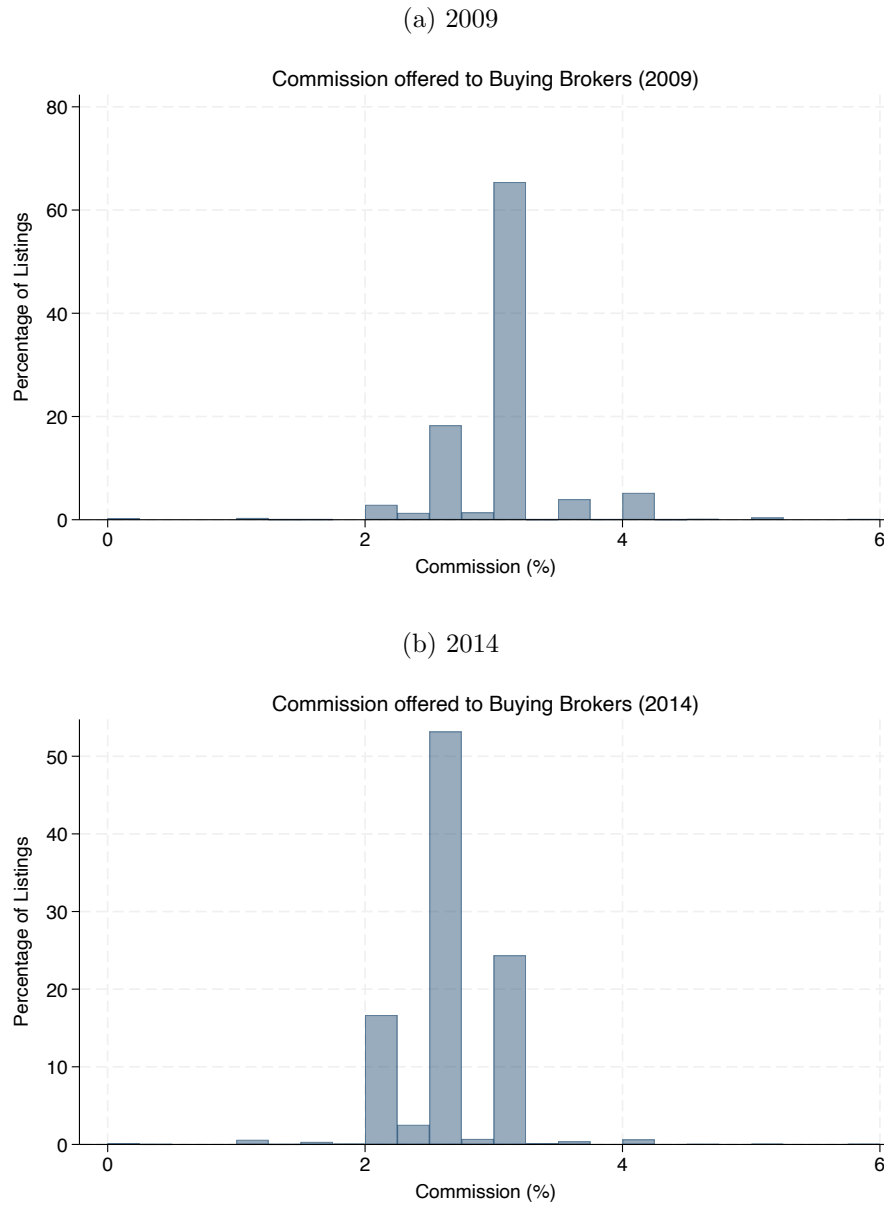 (a) 2009
Commission offered to Buying Brokers (2009)
80
60
40
20
0
Percentage of Listings
0 2 4 6
Commission (%)
(b) 2014
Commission offered to Buying Brokers (2014)
50
40
30
20
10
0
Percentage of Listings
0 2 4 6
Commission (%)